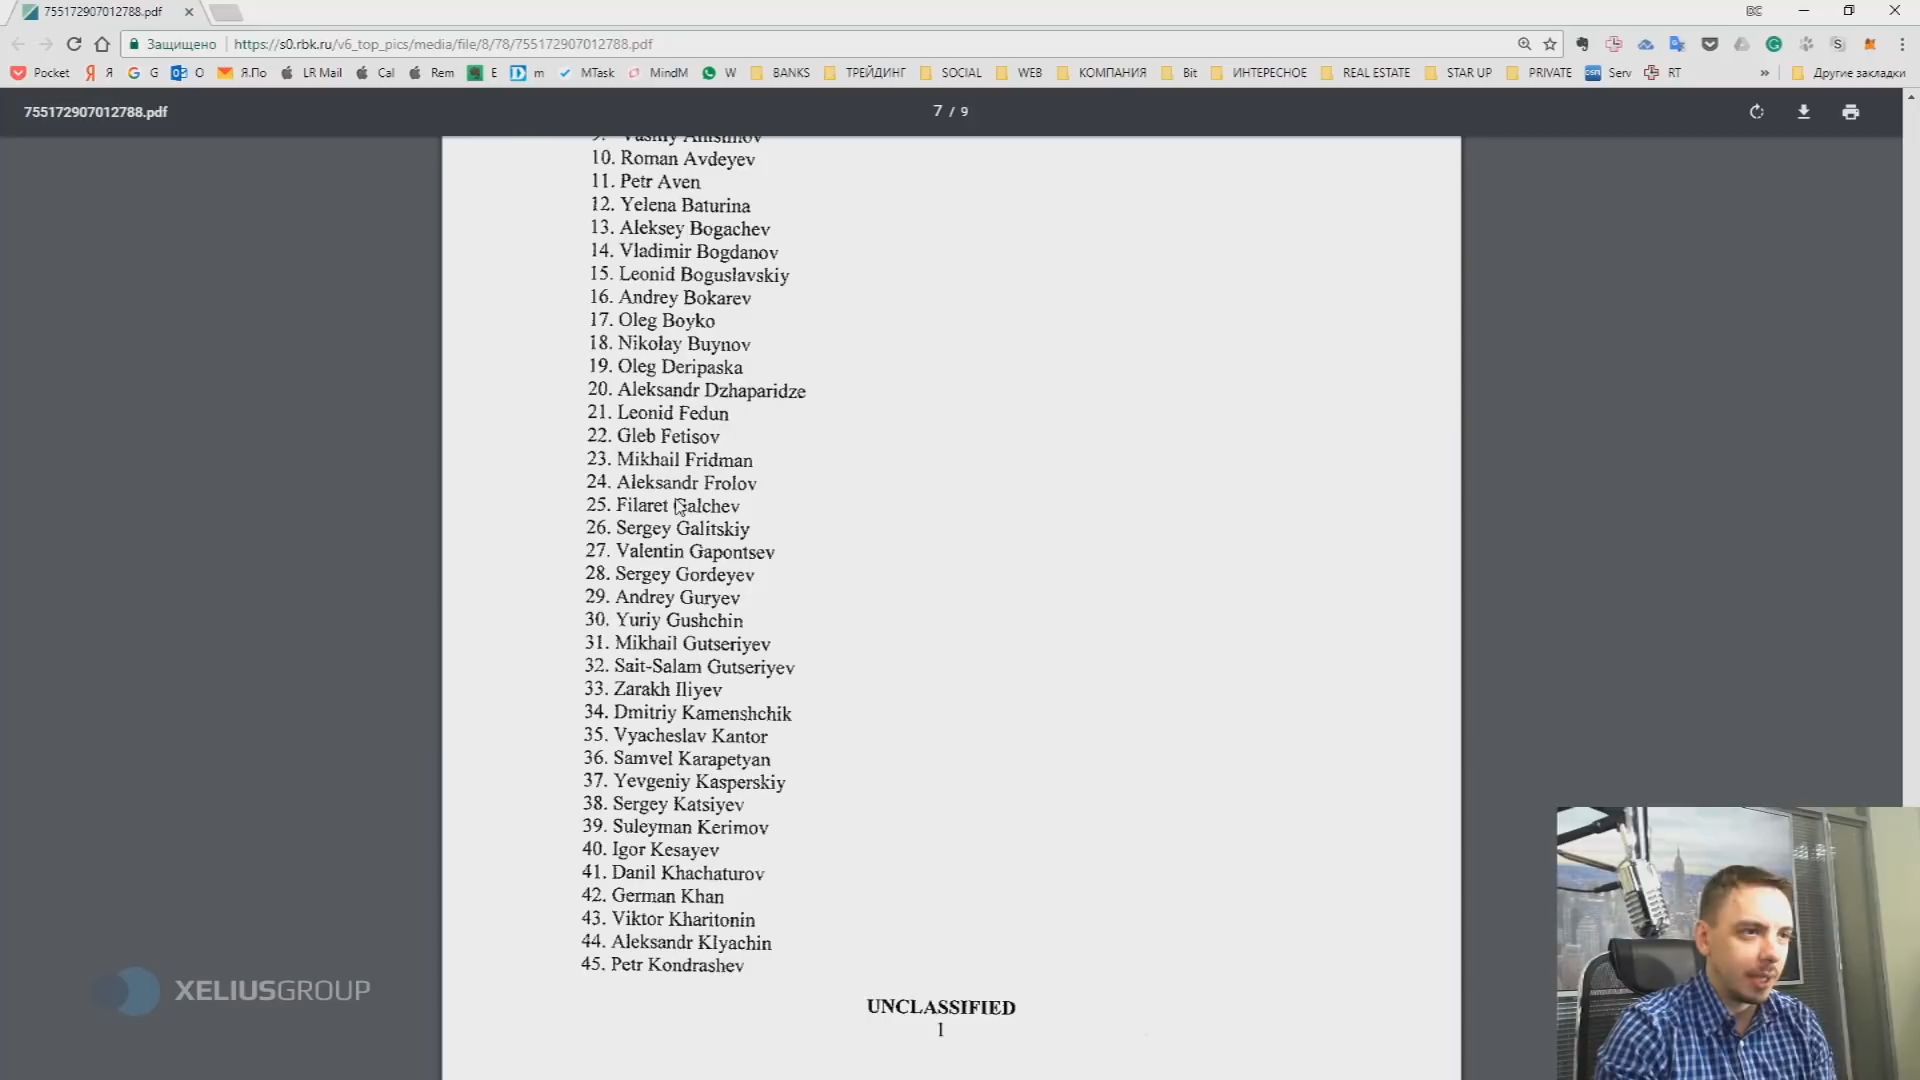 755172907012788.pdf
Защищено
https://s0.rbk.ru/v6_top_pics/media/file/8/78/755172907012788.pdf
Pocket Я G О Я.По LR Mail Cal Rem E m MTask MindM W BANKS ТРЕЙДИНГ SOCIAL WEB КОМПАНИЯ Bit ИНТЕРЕСНОЕ REAL ESTATE STAR UP PRIVATE Serv RT » Другие закладки
755172907012788.pdf 7 / 9
10. Roman Avdeyev
11. Petr Aven
12. Yelena Baturina
13. Aleksey Bogachev
14. Vladimir Bogdanov
15. Leonid Boguslavskiy
16. Andrey Bokarev
17. Oleg Boyko
18. Nikolay Buynov
19. Oleg Deripaska
20. Aleksandr Dzhaparidze
21. Leonid Fedun
22. Gleb Fetisov
23. Mikhail Fridman
24. Aleksandr Frolov
25. Filaret Galchev
26. Sergey Galitskiy
27. Valentin Gapontsev
28. Sergey Gordeyev
29. Andrey Guryev
30. Yuriy Gushchin
31. Mikhail Gutseriyev
32. Sait-Salam Gutseriyev
33. Zarakh Iliyev
34. Dmitriy Kamenshchik
35. Vyacheslav Kantor
36. Samvel Karapetyan
37. Yevgeniy Kasperskiy
38. Sergey Katsiyev
39. Suleyman Kerimov
40. Igor Kesayev
41. Danil Khachaturov
42. German Khan
43. Viktor Kharitonin
44. Aleksandr Klyachin
45. Petr Kondrashev
UNCLASSIFIED
1
XELIUSGROUP